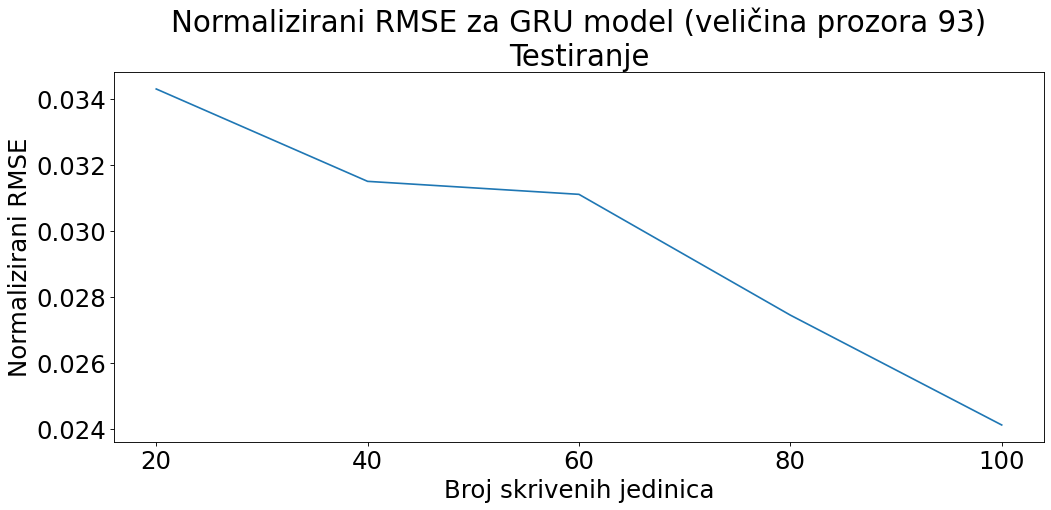 Normalizirani RMSE za GRU model (veličina prozora 93)
Testiranje
Normalizirani RMSE
0.034
0.032
0.030
0.028
0.026
0.024
20 40 60 80 100
Broj skrivenih jedinica